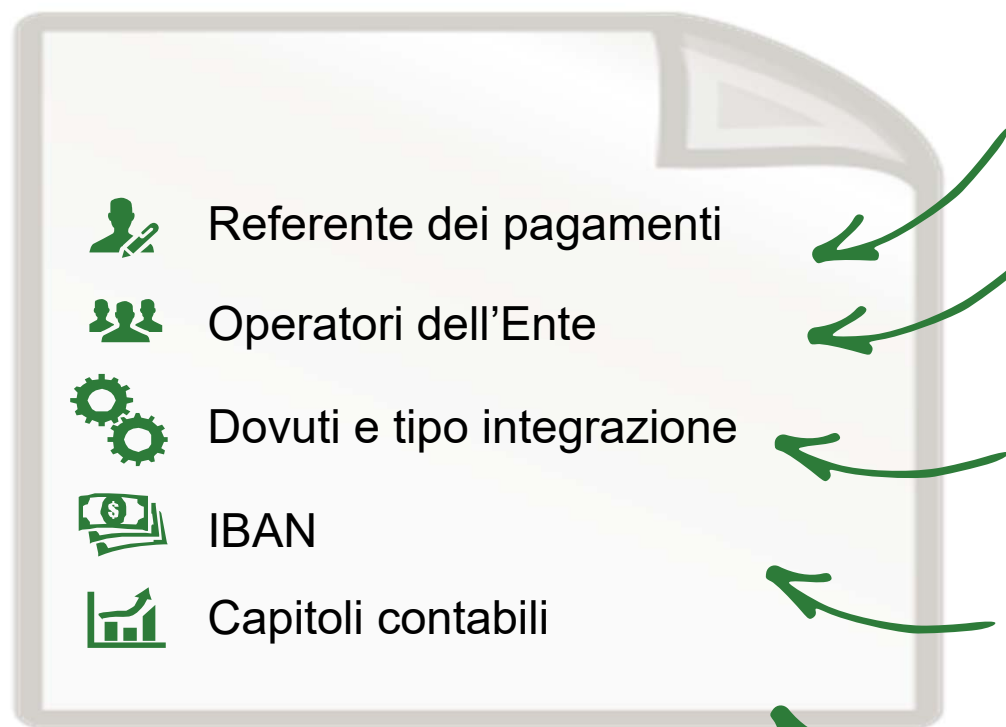 Referente dei pagamenti
Operatori dell’Ente
Dovuti e tipo integrazione
$
IBAN
Capitoli contabili